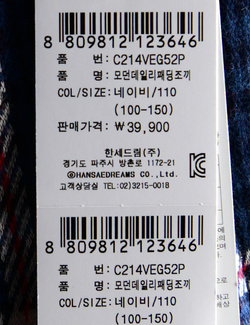 8 809812 123646
품 번: C214VEG52P
품 명: 모던데일리패딩조끼
COL/SIZE: 네이비/110
(100-150)
판매가격: ₩39,900
한세드림(주)
경기도 파주시 방촌로 1172-21
ⓐHANSAEDREAMS CO.,Ltd.
고객상담실 TEL:02)3215-0018
8 809812 123646
품 번: C214VEG52P
품 명: 모던데일리패딩조끼
COL/SIZE: 네이비/110
(100-150)